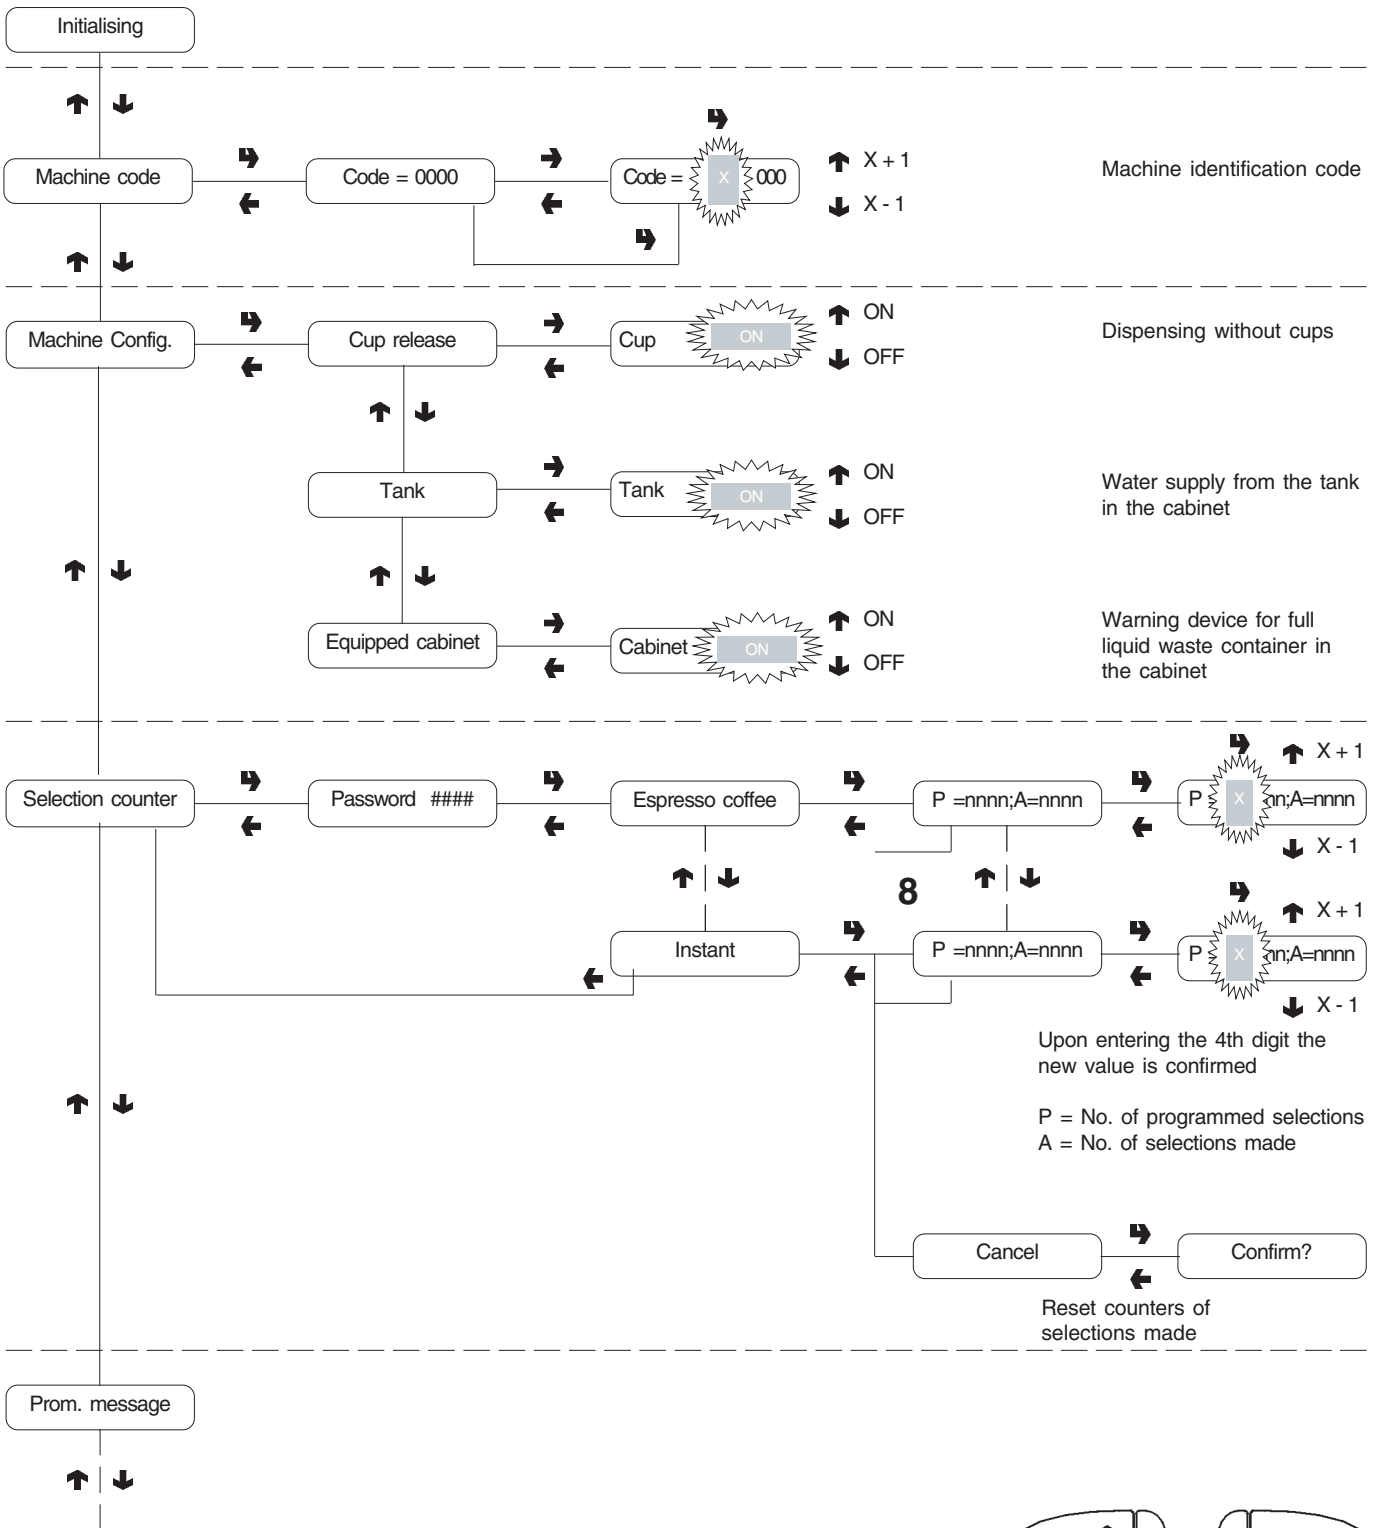 Initialising
Machine code
Code = 0000
Code = X 000
X + 1
X - 1
Machine identification code
Machine Config.
Cup release
Cup ON
ON
OFF
Dispensing without cups
Tank
Tank ON
ON
OFF
Water supply from the tank
in the cabinet
Equipped cabinet
Cabinet ON
ON
OFF
Warning device for full
liquid waste container in
the cabinet
Selection counter
Password ####
Espresso coffee
P =nnnn;A=nnnn
P = X nn;A=nnnn
X + 1
X - 1
8
Instant
P =nnnn;A=nnnn
P = X nn;A=nnnn
X + 1
X - 1
Upon entering the 4th digit the
new value is confirmed
P = No. of programmed selections
A = No. of selections made
Cancel
Confirm?
Reset counters of
selections made
Prom. message